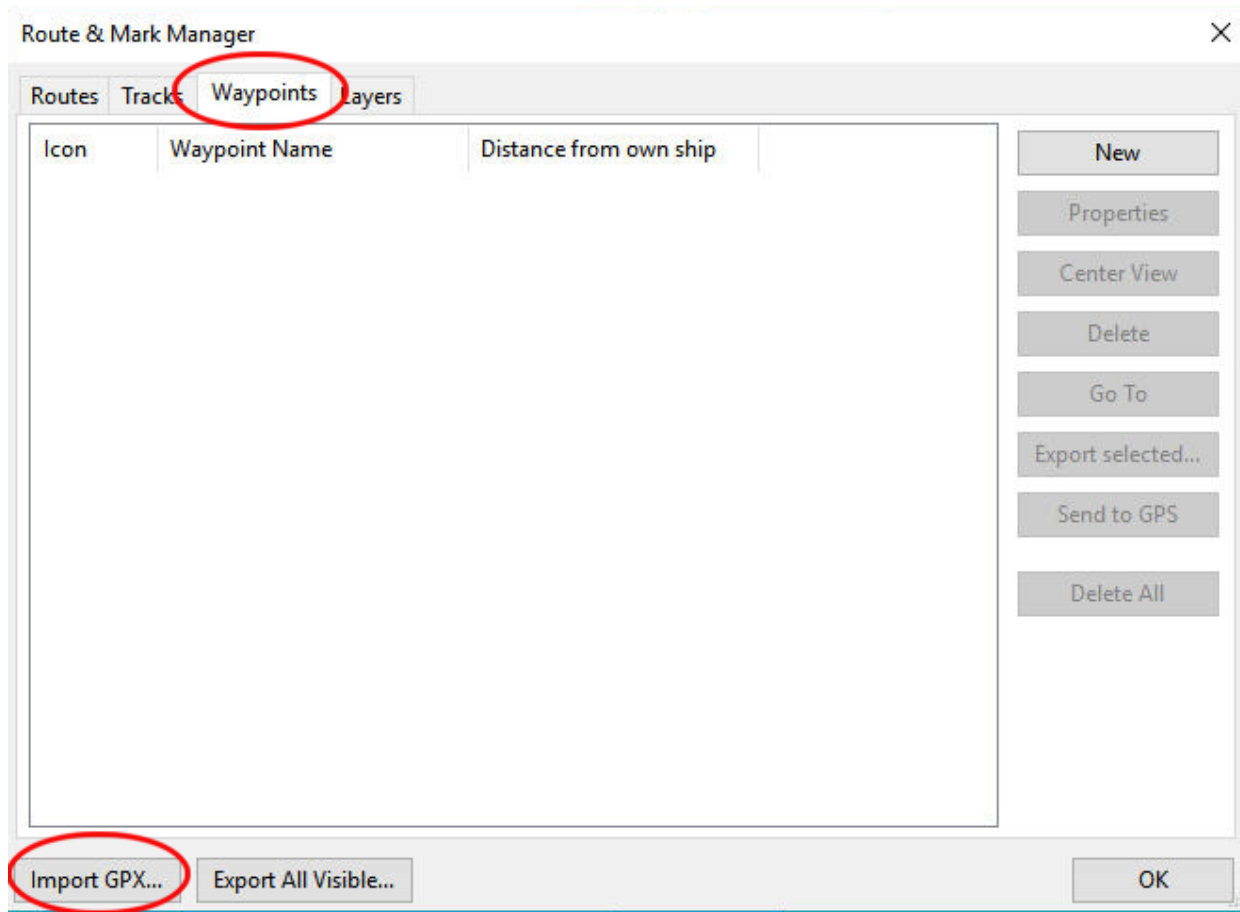 Route & Mark Manager
Routes Tracks Waypoints Layers
Icon Waypoint Name Distance from own ship
New
Properties
Center View
Delete
Go To
Export selected...
Send to GPS
Delete All
Import GPX... Export All Visible... OK